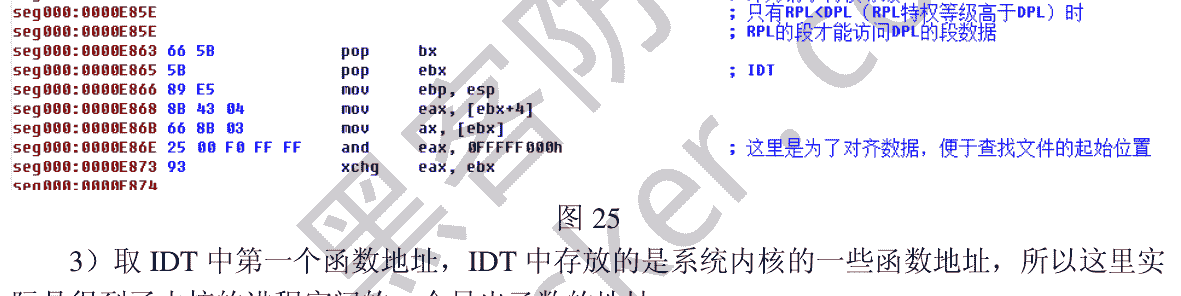 seg000:0000E85E ; 只有RPL<DPL（RPL特权等级高于DPL）时
seg000:0000E85E ; RPL的段才能访问DPL的段数据
seg000:0000E863 66 5B pop bx
seg000:0000E865 5B pop ebx ; IDT
seg000:0000E866 89 E5 mov ebp, esp
seg000:0000E868 8B 43 04 mov eax, [ebx+4]
seg000:0000E86B 66 8B 03 mov ax, [ebx]
seg000:0000E86E 25 00 F0 FF FF and eax, 0FFFFF000h ; 这里是为了对齐数据，便于查找文件的起始位置
seg000:0000E873 93 xchg eax, ebx
seg000:0000E874
图 25
3）取 IDT 中第一个函数地址，IDT 中存放的是系统内核的一些函数地址，所以这里实
黑客防
cker. c